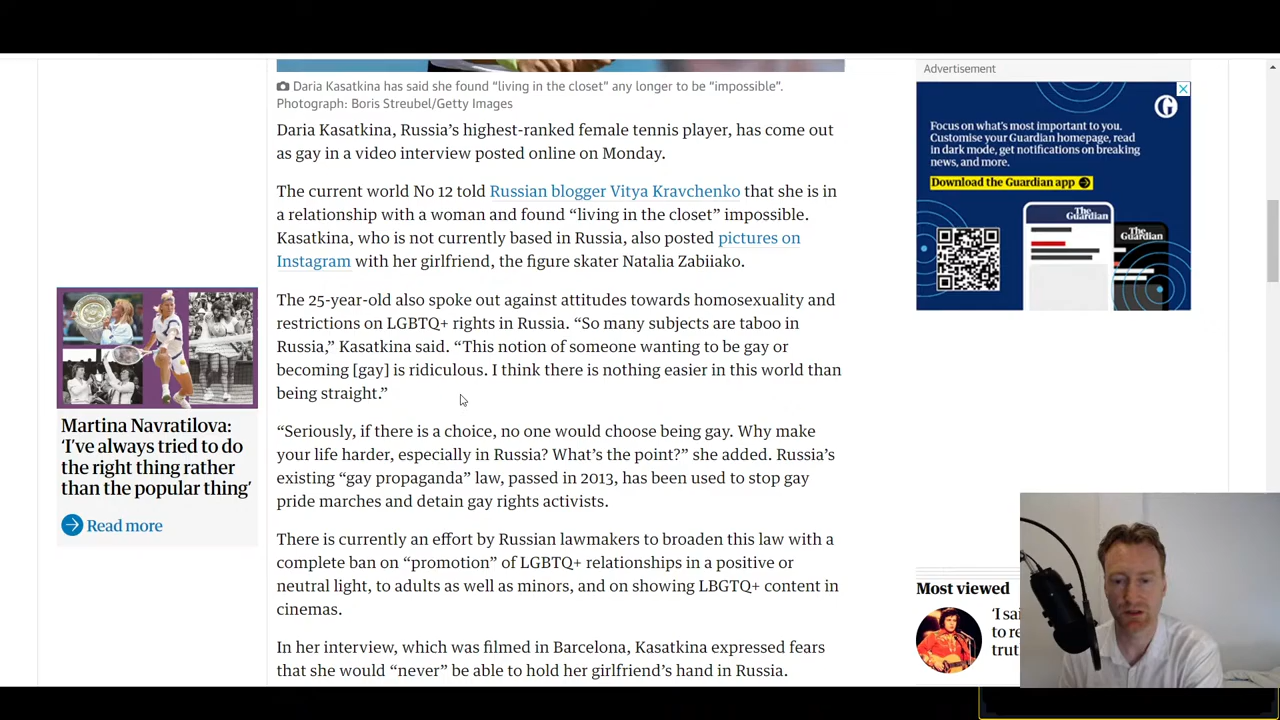 Daria Kasatkina has said she found “living in the closet” any longer to be “impossible”.
Photograph: Boris Streubel/Getty Images
Daria Kasatkina, Russia’s highest-ranked female tennis player, has come out
as gay in a video interview posted online on Monday.
The current world No 12 told Russian blogger Vitya Kravchenko that she is in
a relationship with a woman and found “living in the closet” impossible.
Kasatkina, who is not currently based in Russia, also posted pictures on
Instagram with her girlfriend, the figure skater Natalia Zabiiako.
The 25-year-old also spoke out against attitudes towards homosexuality and
restrictions on LGBTQ+ rights in Russia. “So many subjects are taboo in
Russia,” Kasatkina said. “This notion of someone wanting to be gay or
becoming [gay] is ridiculous. I think there is nothing easier in this world than
being straight.”
“Seriously, if there is a choice, no one would choose being gay. Why make
your life harder, especially in Russia? What’s the point?” she added. Russia’s
existing “gay propaganda” law, passed in 2013, has been used to stop gay
pride marches and detain gay rights activists.
There is currently an effort by Russian lawmakers to broaden this law with a
complete ban on “promotion” of LGBTQ+ relationships in a positive or
neutral light, to adults as well as minors, and on showing LBGTQ+ content in
cinemas.
In her interview, which was filmed in Barcelona, Kasatkina expressed fears
that she would “never” be able to hold her girlfriend’s hand in Russia.
Martina Navratilova:
‘I’ve always tried to do
the right thing rather
than the popular thing’
Read more
Advertisement
Focus on what’s most important to you.
Customise your Guardian homepage, read
in dark mode, get notifications on breaking
news, and more.
Download the Guardian app
The
Guardian
The
Guardian
Most viewed
‘I sai
to re
trut